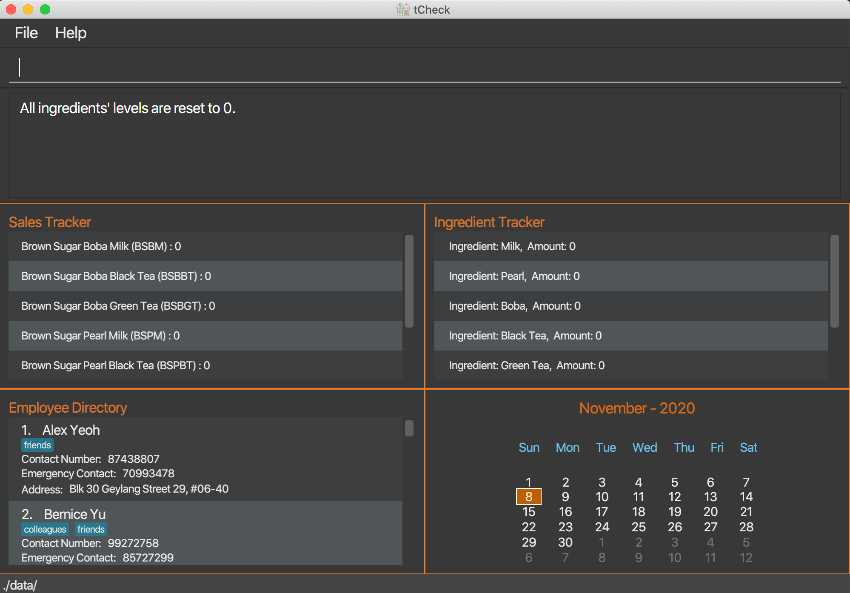 tCheck
File Help
All ingredients' levels are reset to 0.
Sales Tracker
Brown Sugar Boba Milk (BSBM) : 0
Brown Sugar Boba Black Tea (BSBBT) : 0
Brown Sugar Boba Green Tea (BSBGT) : 0
Brown Sugar Pearl Milk (BSPM) : 0
Brown Sugar Pearl Black Tea (BSPBT) : 0
Ingredient Tracker
Ingredient: Milk, Amount: 0
Ingredient: Pearl, Amount: 0
Ingredient: Boba, Amount: 0
Ingredient: Black Tea, Amount: 0
Ingredient: Green Tea, Amount: 0
Employee Directory
1. Alex Yeoh
friends
Contact Number: 87438807
Emergency Contact: 70993478
Address: Blk 30 Geylang Street 29, #06-40
2. Bernice Yu
colleagues friends
Contact Number: 99272758
Emergency Contact: 85727299
November - 2020
Sun Mon Tue Wed Thu Fri Sat
1 2 3 4 5 6 7
8 9 10 11 12 13 14
15 16 17 18 19 20 21
22 23 24 25 26 27 28
29 30 1 2 3 4 5
6 7 8 9 10 11 12
./data/